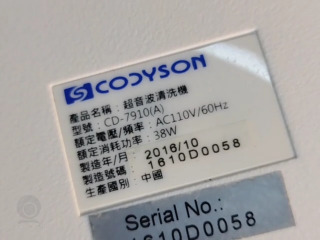 CODYSON
產品名稱：超音波清洗機
型號：CD-7910(A)
額定電壓/頻率：AC110V/60Hz
額定消耗功率：38W
製造年/月：2016/10
製造號碼：1610D0058
生產國別：中國
Serial No.:
1610D0058